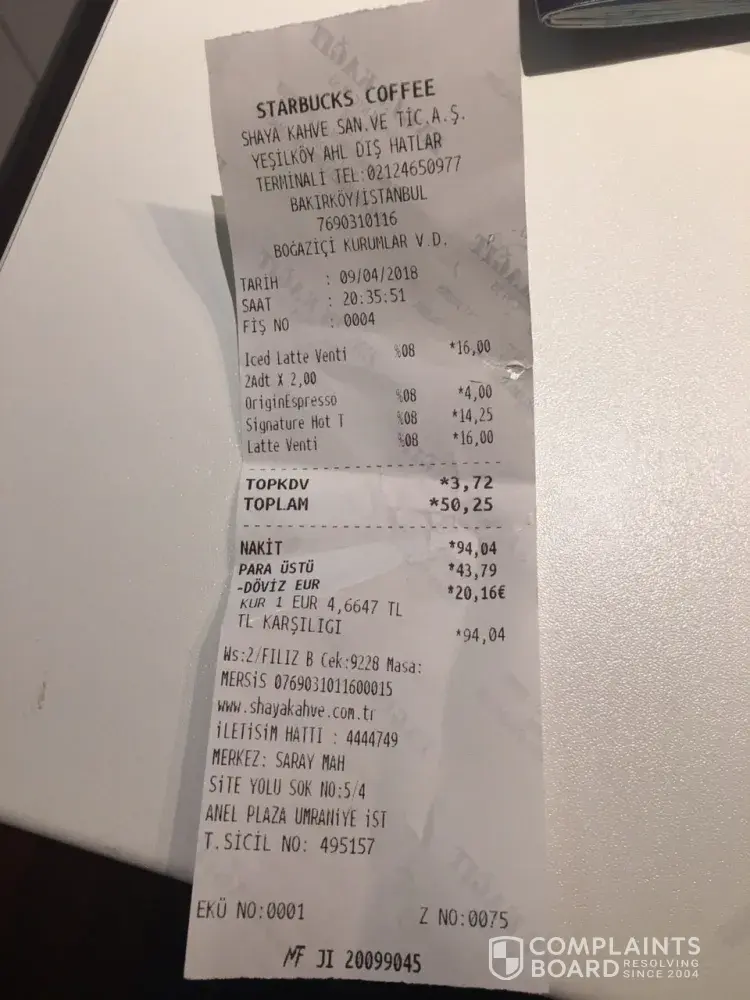 STARBUCKS COFFEE
SHAYA KAHVE SAN.VE TİC.A.Ş.
YEŞİLKÖY AHL DIŞ HATLAR
TERMİNALİ TEL:02124650977
BAKIRKÖY/İSTANBUL
7690310116
BOĞAZİÇİ KURUMLAR V.D.
TARİH : 09/04/2018
SAAT : 20:35:51
FİŞ NO : 0004
Iced Latte Venti %08 *16,00
2Adt X 2,00
OriginEspresso %08 *4,00
Signature Hot T %08 *14,25
Latte Venti %08 *16,00
TOPKDV *3,72
TOPLAM *50,25
NAKİT *94,04
PARA ÜSTÜ *43,79
-DÖVİZ EUR *20,16€
KUR 1 EUR 4,6647 TL
TL KARŞILIGI *94,04
Ws:2/FILIZ B Cek:9228 Masa:
MERSİS 0769031011600015
www.shayakahve.com.tr
İLETİSİM HATTI : 4444749
MERKEZ: SARAY MAH
SİTE YOLU SOK NO:5/4
ANEL PLAZA UMRANİYE İST
T.SİCİL NO: 495157
EKÜ NO:0001 Z NO:0075
MF JI 20099045
COMPLAINTS
BOARD RESOLVING SINCE 2004